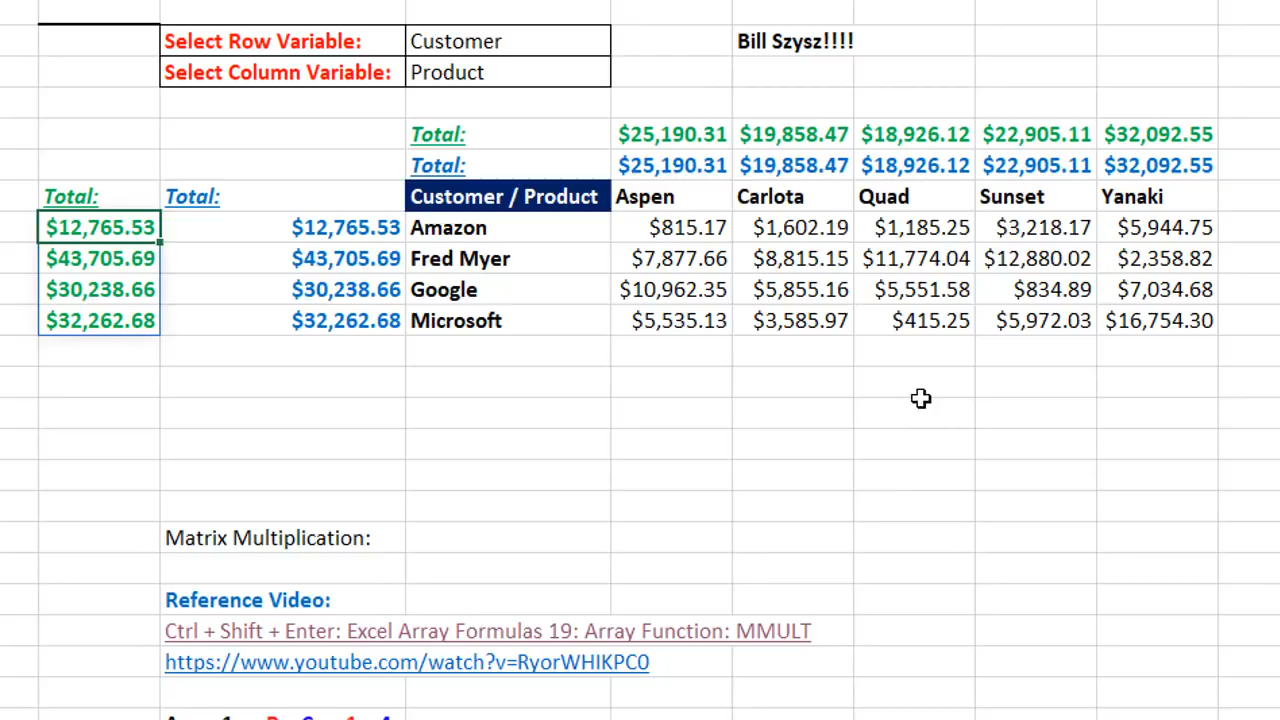 Select Row Variable: Customer Bill Szysz!!!!
Select Column Variable: Product
Total: $25,190.31 $19,858.47 $18,926.12 $22,905.11 $32,092.55
Total: $25,190.31 $19,858.47 $18,926.12 $22,905.11 $32,092.55
Total: Total: Customer / Product Aspen Carlota Quad Sunset Yanaki
$12,765.53 $12,765.53 Amazon $815.17 $1,602.19 $1,185.25 $3,218.17 $5,944.75
$43,705.69 $43,705.69 Fred Myer $7,877.66 $8,815.15 $11,774.04 $12,880.02 $2,358.82
$30,238.66 $30,238.66 Google $10,962.35 $5,855.16 $5,551.58 $834.89 $7,034.68
$32,262.68 $32,262.68 Microsoft $5,535.13 $3,585.97 $415.25 $5,972.03 $16,754.30
Matrix Multiplication:
Reference Video:
Ctrl + Shift + Enter: Excel Array Formulas 19: Array Function: MMULT
https://www.youtube.com/watch?v=RyorWHIKPC0